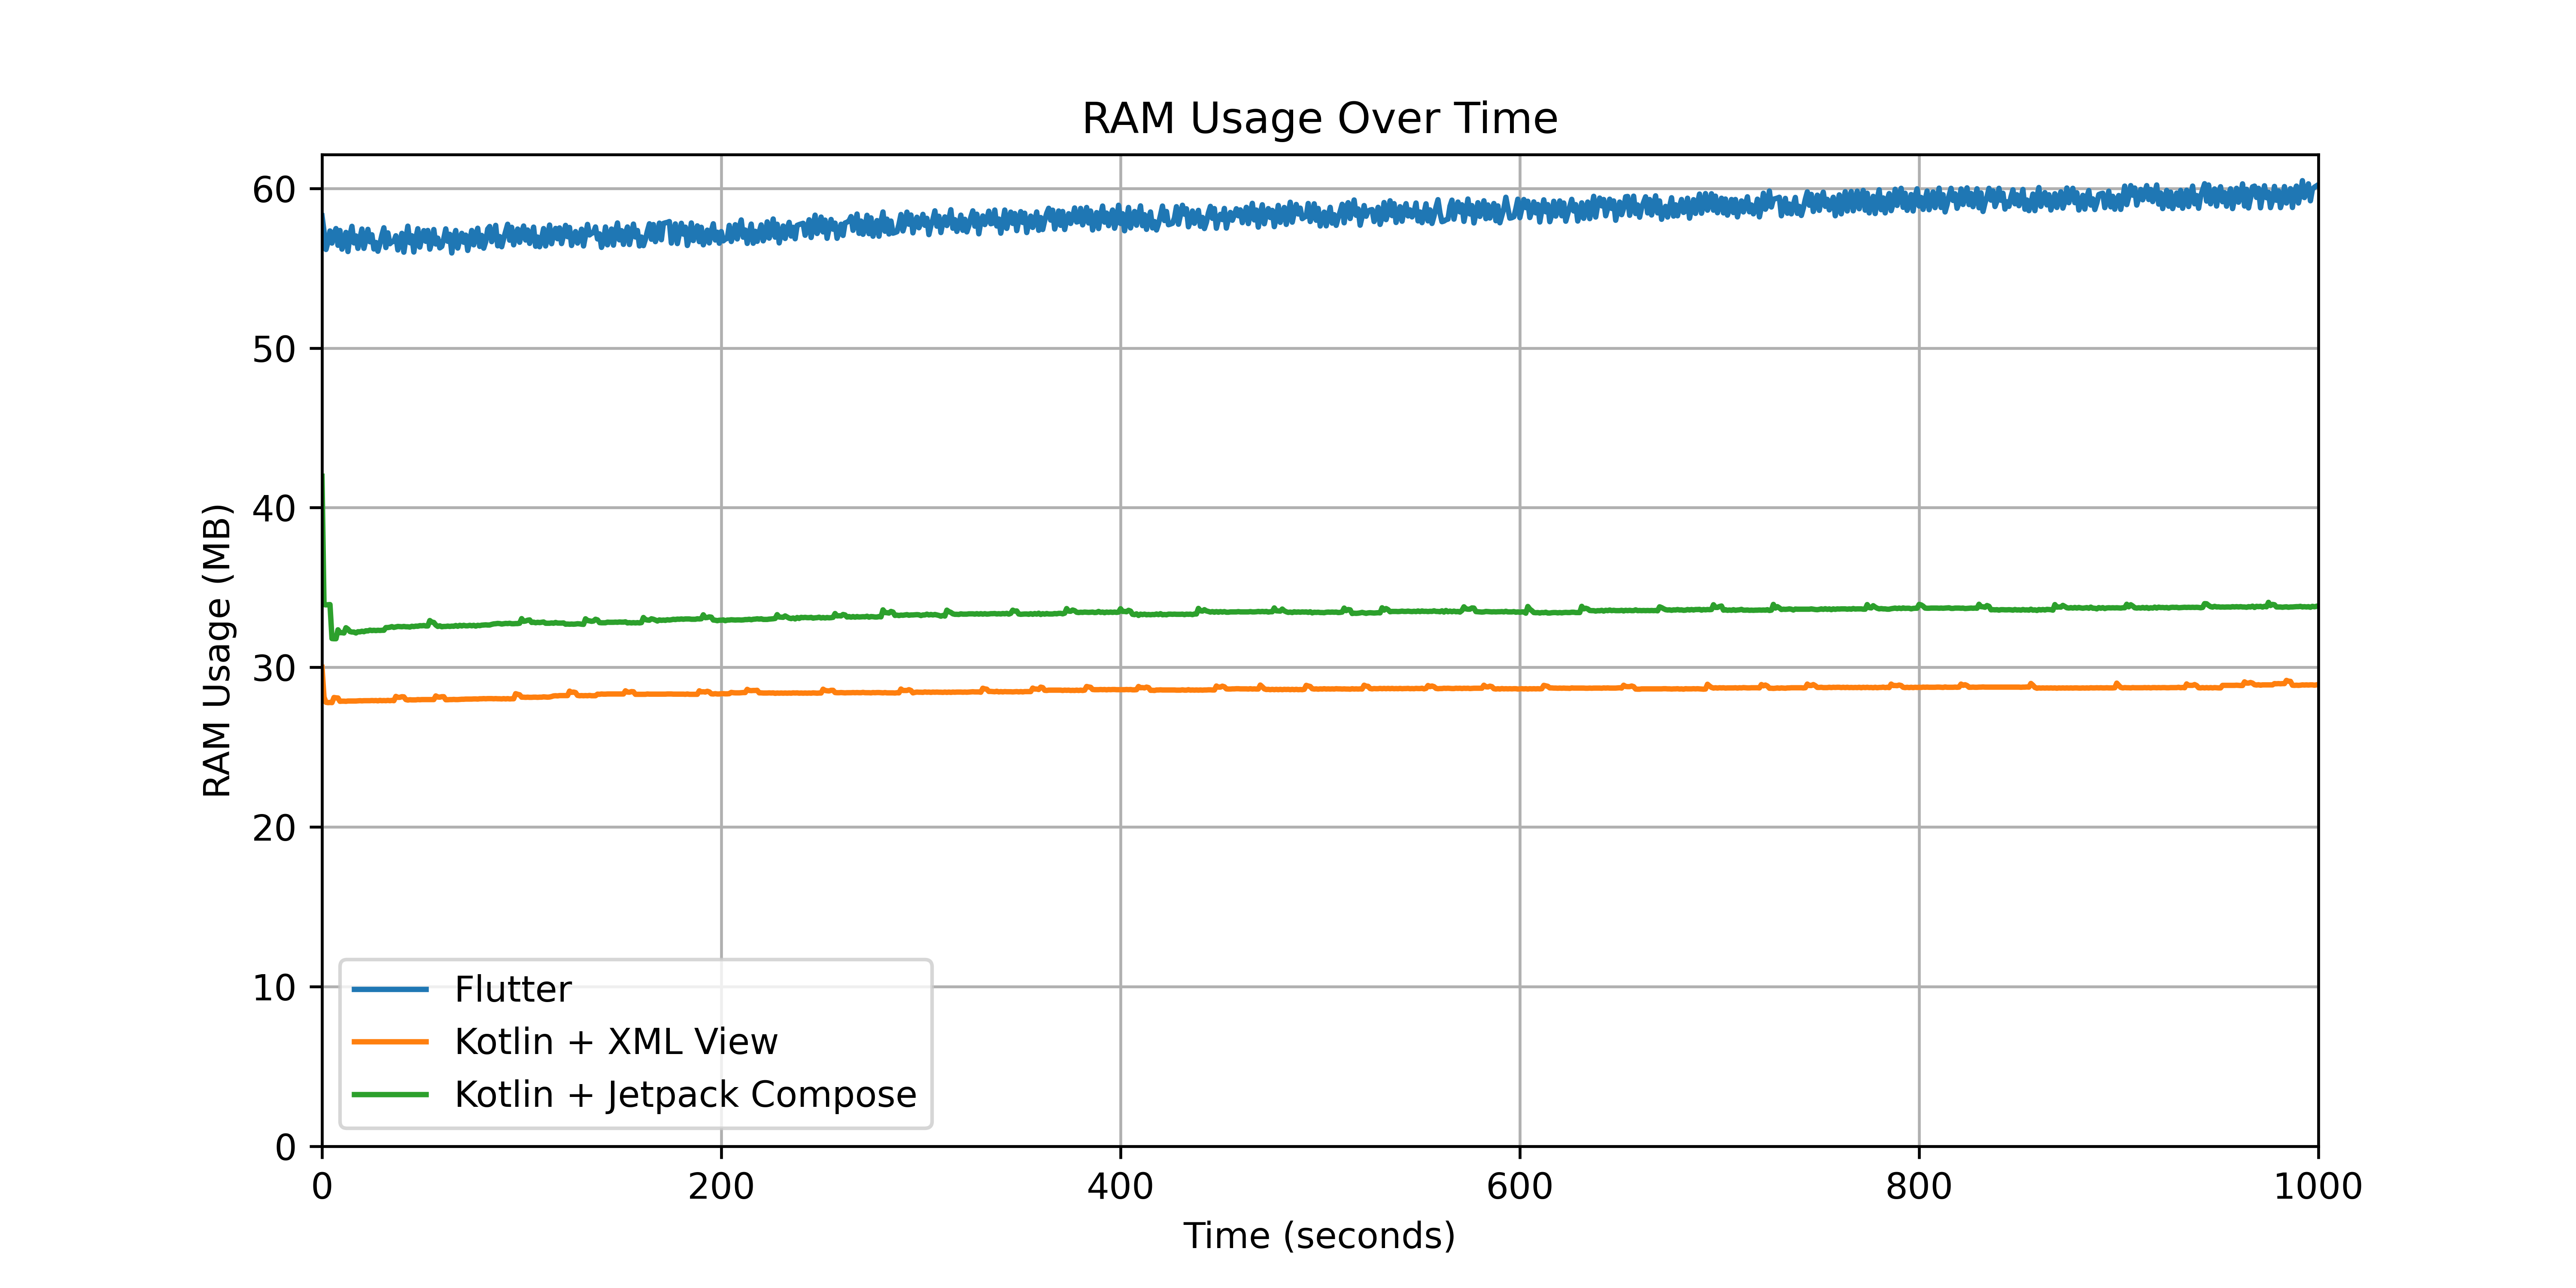 RAM Usage Over Time
RAM Usage (MB)
60
50
40
30
20
10
0
Flutter
Kotlin + XML View
Kotlin + Jetpack Compose
0 200 400 600 800 1000
Time (seconds)